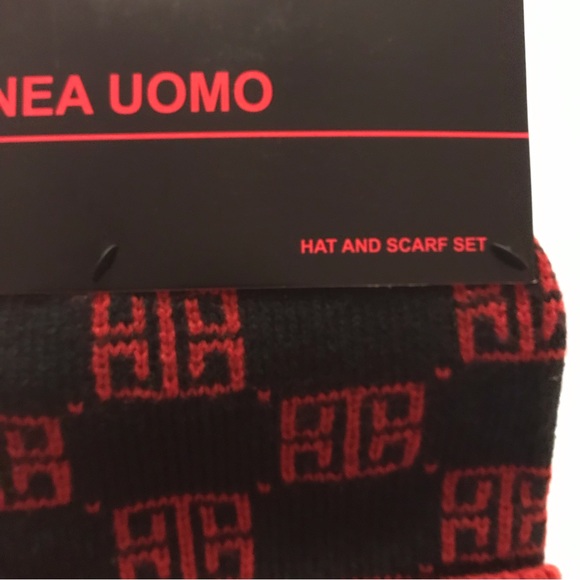 NEA UOMO
HAT AND SCARF SET